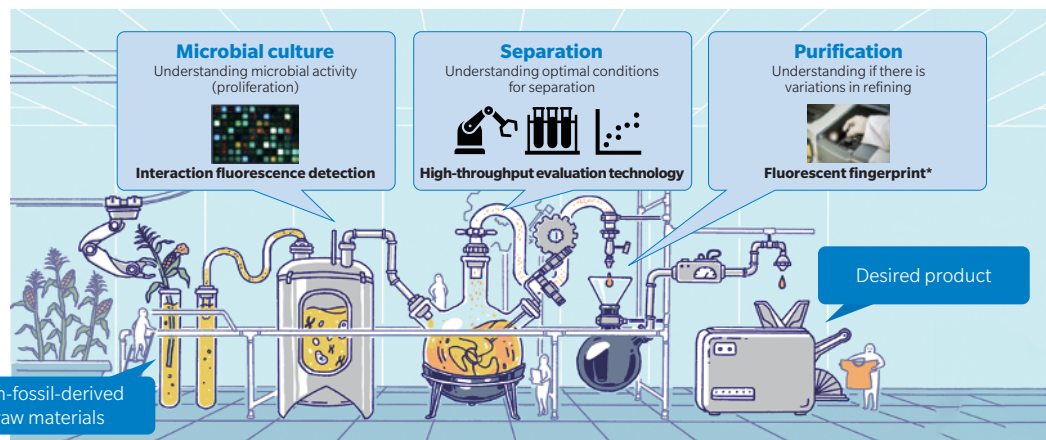 Microbial culture
Understanding microbial activity
(proliferation)
Interaction fluorescence detection
Separation
Understanding optimal conditions
for separation
High-throughput evaluation technology
Purification
Understanding if there is
variations in refining
Fluorescent fingerprint*
Desired product
n-fossil-derived
raw materials